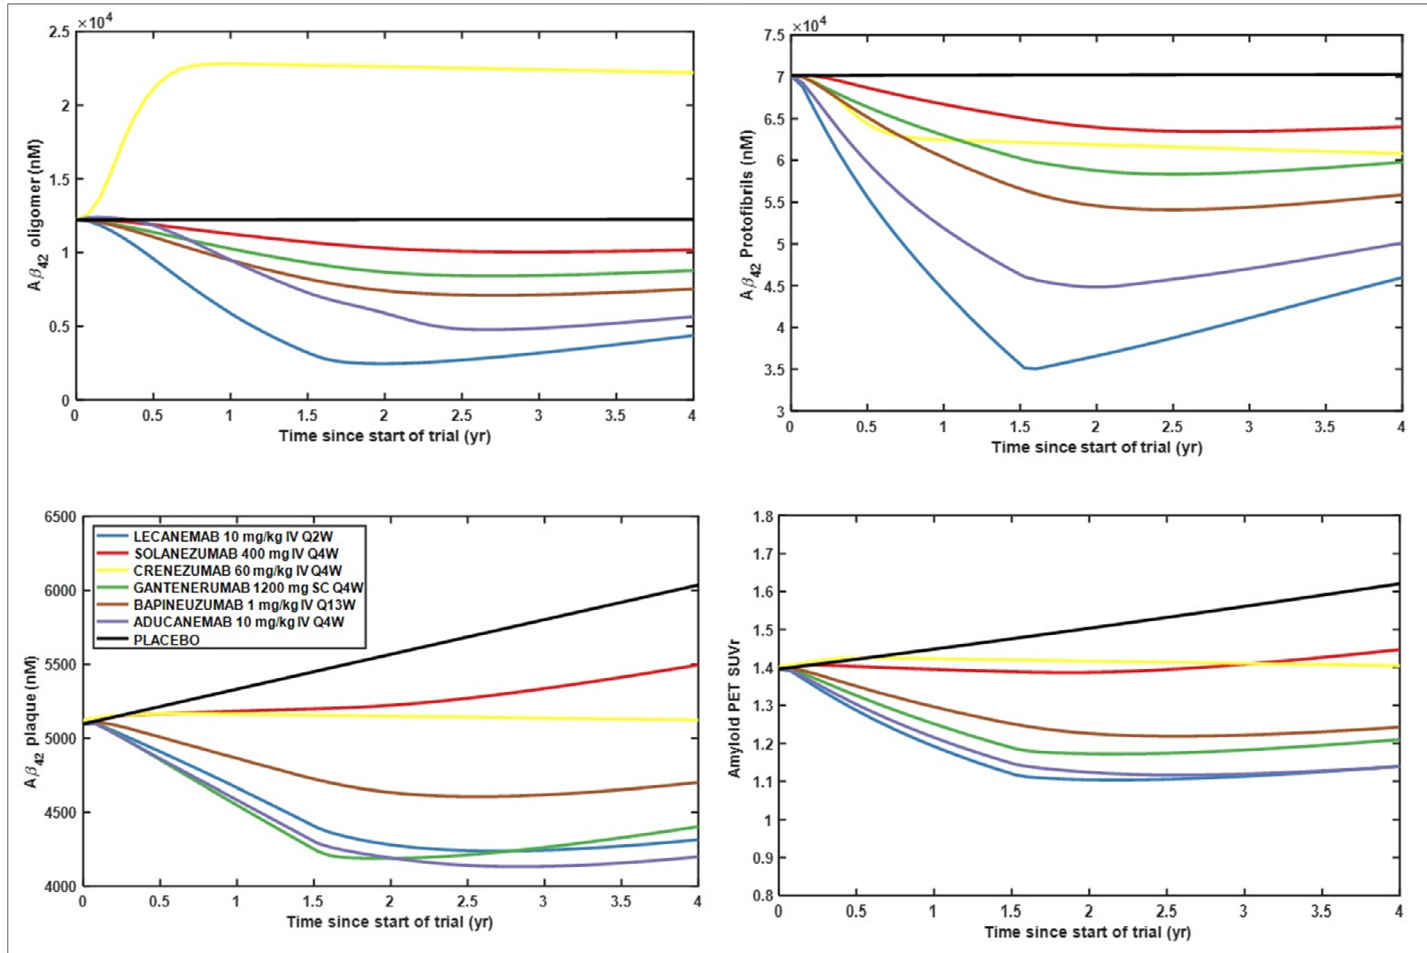 ×10⁴
2.5
2
1.5
1
0.5
0
Aβ42 oligomer (nM)
0 0.5 1 1.5 2 2.5 3 3.5 4
Time since start of trial (yr)
×10⁴
7.5
7
6.5
6
5.5
5
4.5
4
3.5
3
Aβ42 Protofibrils (nM)
0 0.5 1 1.5 2 2.5 3 3.5 4
Time since start of trial (yr)
6500
6000
5500
5000
4500
4000
Aβ42 plaque (nM)
LECANEMAB 10 mg/kg IV Q2W
SOLANEZUMAB 400 mg IV Q4W
CRENEZUMAB 60 mg/kg IV Q4W
GANTENERUMAB 1200 mg SC Q4W
BAPINEUZUMAB 1 mg/kg IV Q13W
ADUCANEMAB 10 mg/kg IV Q4W
PLACEBO
0 0.5 1 1.5 2 2.5 3 3.5 4
Time since start of trial (yr)
1.8
1.7
1.6
1.5
1.4
1.3
1.2
1.1
1
0.9
0.8
Amyloid PET SUVr
0 0.5 1 1.5 2 2.5 3 3.5 4
Time since start of trial (yr)